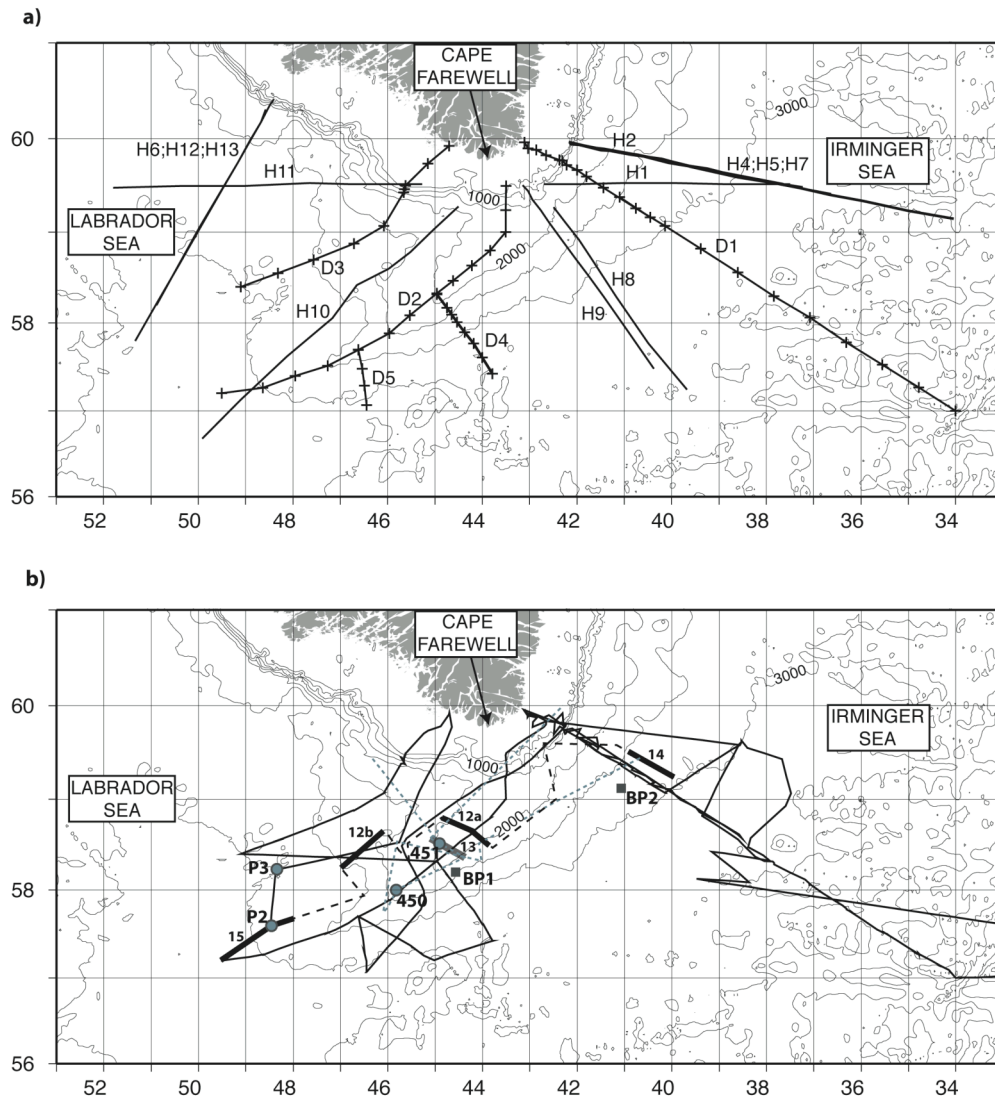 a)
CAPE
FAREWELL
3000
60
H2
H6;H12;H13
IRMINGER
SEA
H4;H5;H7
H11
H1
1000
LABRADOR
SEA
2000
D1
D3
H8
D2
H10
H9
58
D4
D5
56
52 50 48 46 44 42 40 38 36 34
b)
CAPE
FAREWELL
3000
60
IRMINGER
SEA
1000
14
LABRADOR
SEA
BP2
12a
12b
2000
451
13
P3
BP1
58
450
P2
15
56
52 50 48 46 44 42 40 38 36 34